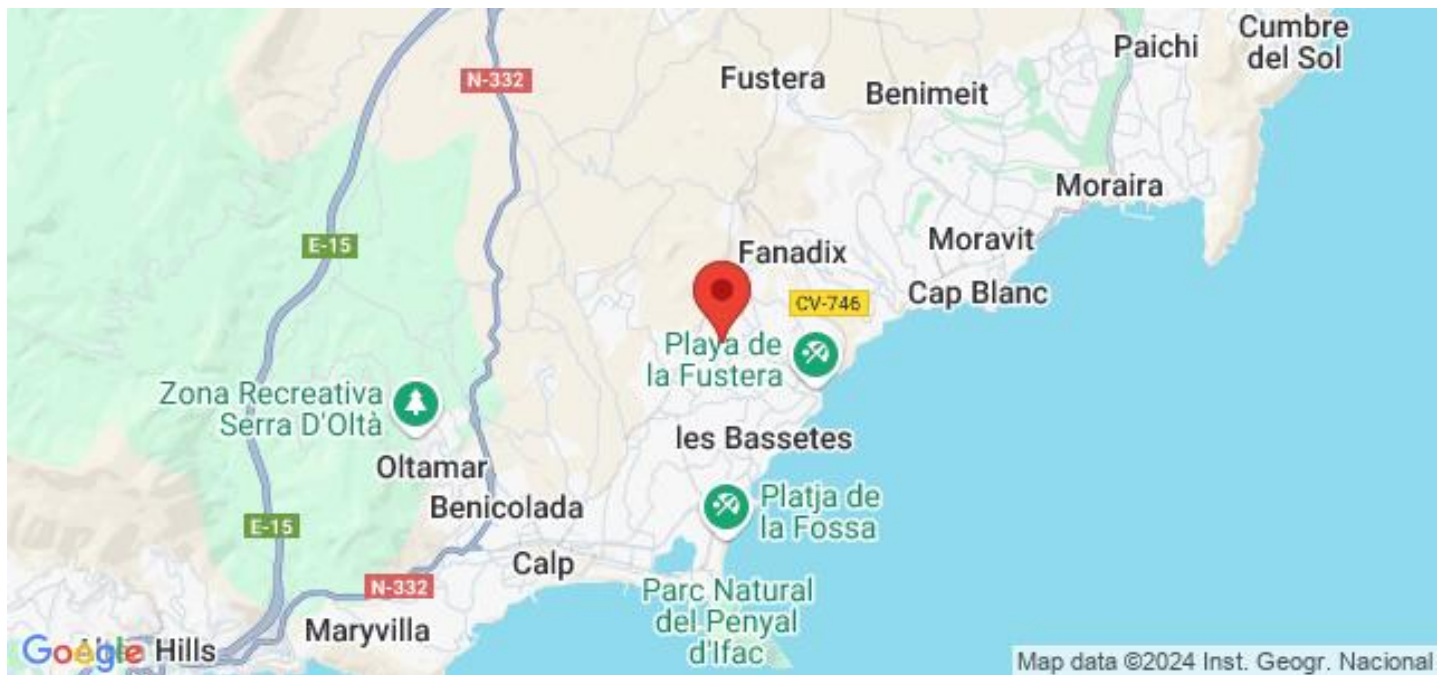 Cumbre
del Sol
Paichi
N-332
Fustera
Benimeit
Moraira
E-15
Fanadix
Moravit
CV-746
Cap Blanc
Playa de
la Fustera
Zona Recreativa
Serra D'Oltà
les Bassetes
Oltamar
Benicolada
Platja de
la Fossa
E-15
Calp
N-332
Parc Natural
del Penyal
d'Ifac
Maryvilla
Hills
Google
Map data ©2024 Inst. Geogr. Nacional